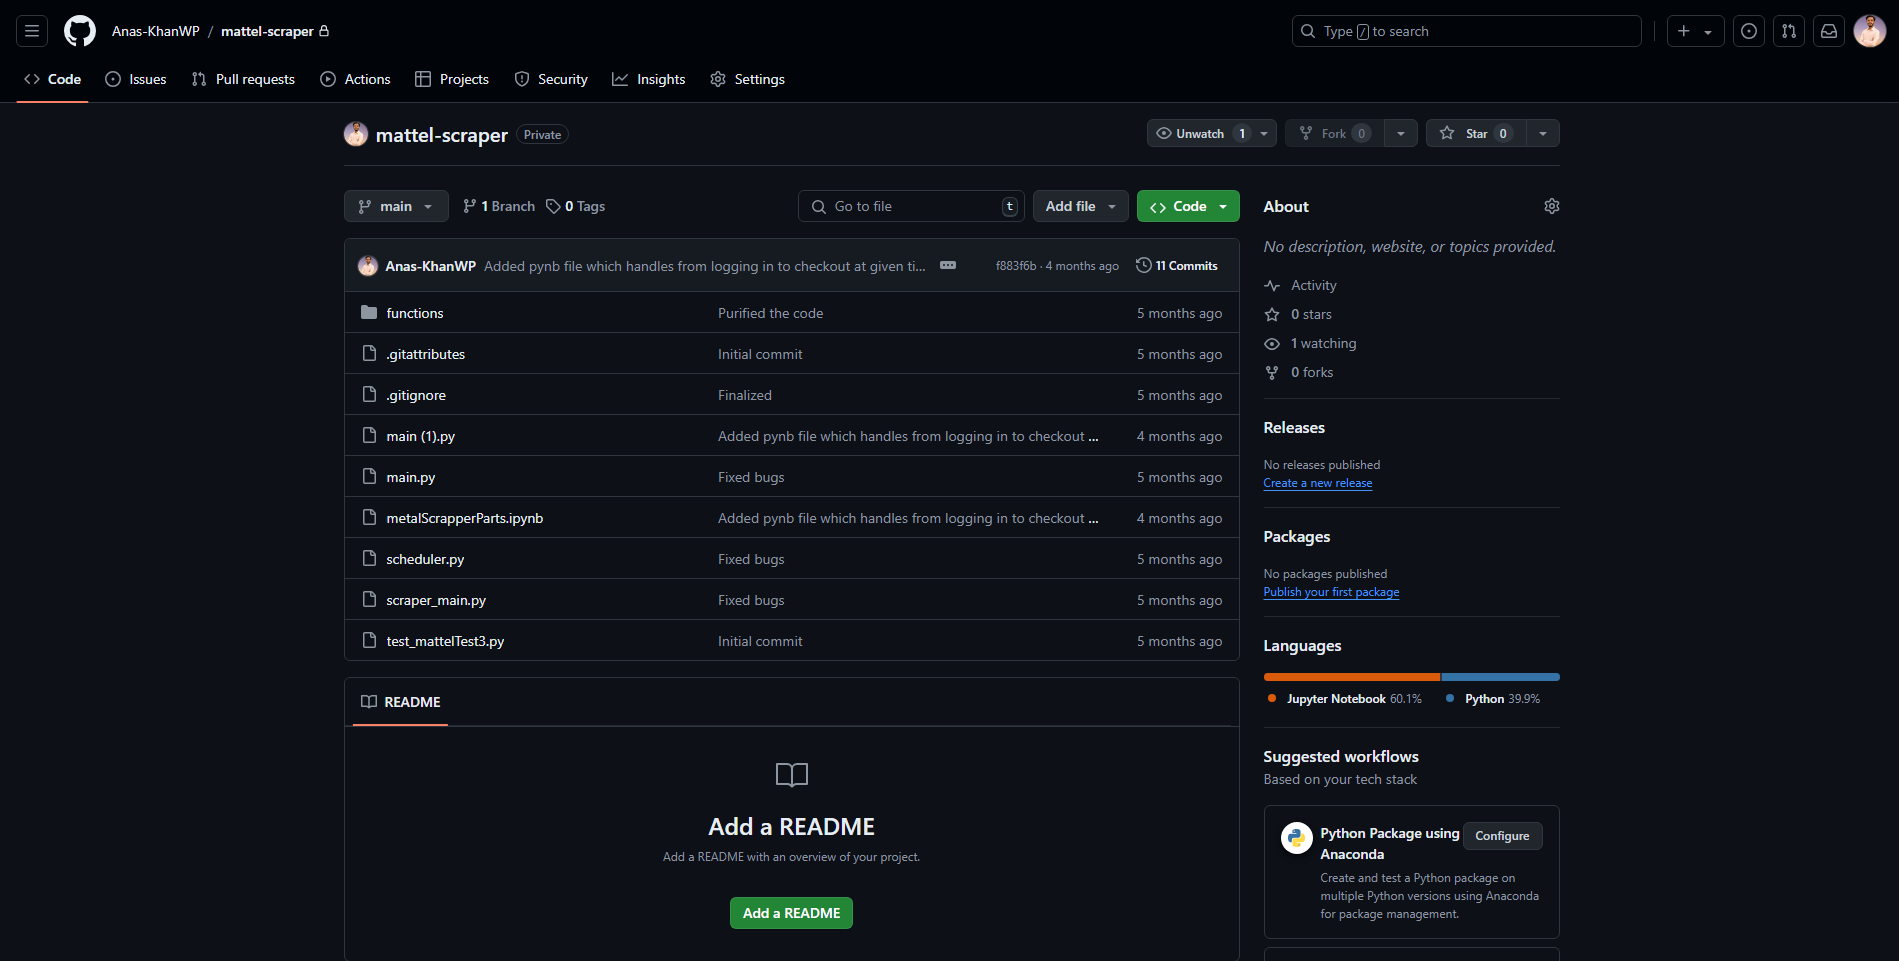 Anas-KhanWP / mattel-scraper
Type / to search
Code Issues Pull requests Actions Projects Security Insights Settings
mattel-scraper Private
Unwatch 1 Fork 0 Star 0
main 1 Branch 0 Tags
Go to file t Add file Code
Anas-KhanWP Added pynb file which handles from logging in to checkout at given ti... f883f6b · 4 months ago 11 Commits
functions Purified the code 5 months ago
.gitattributes Initial commit 5 months ago
.gitignore Finalized 5 months ago
main (1).py Added pynb file which handles from logging in to checkout ... 4 months ago
main.py Fixed bugs 5 months ago
metalScrapperParts.ipynb Added pynb file which handles from logging in to checkout ... 4 months ago
scheduler.py Fixed bugs 5 months ago
scraper_main.py Fixed bugs 5 months ago
test_mattelTest3.py Initial commit 5 months ago
README
Add a README
Add a README with an overview of your project.
Add a README
About
No description, website, or topics provided.
Activity
0 stars
1 watching
0 forks
Releases
No releases published
Create a new release
Packages
No packages published
Publish your first package
Languages
Jupyter Notebook 60.1% Python 39.9%
Suggested workflows
Based on your tech stack
Python Package using
Anaconda
Configure
Create and test a Python package on
multiple Python versions using Anaconda
for package management.